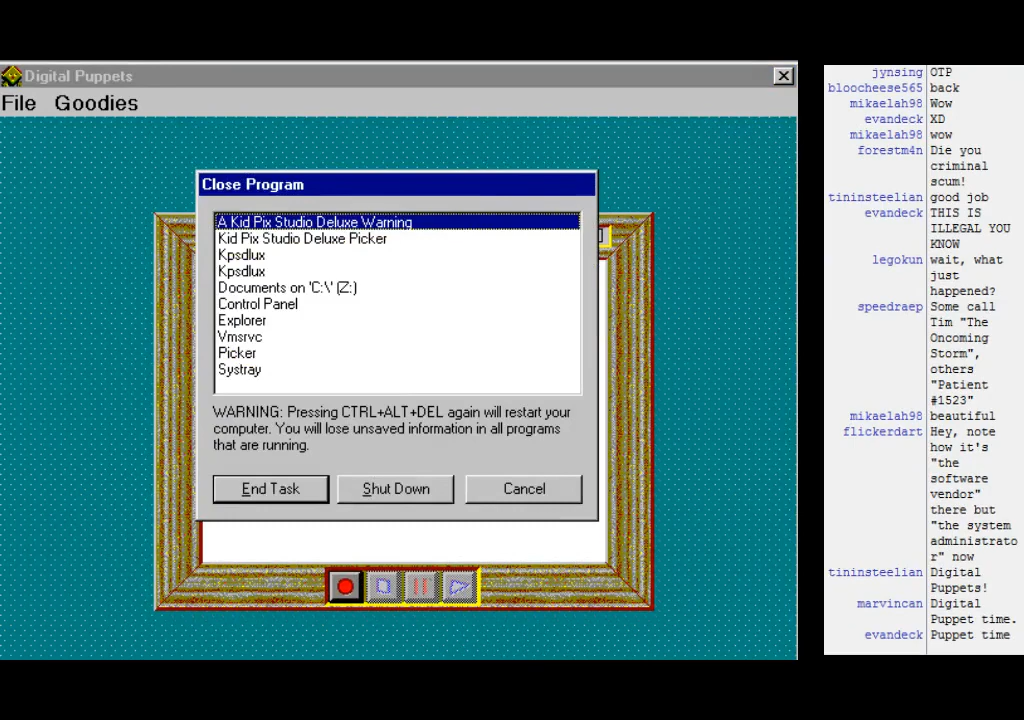 Digital Puppets
File Goodies
Close Program
A Kid Pix Studio Deluxe Warning
Kid Pix Studio Deluxe Picker
Kpsdlux
Kpsdlux
Documents on 'C:\' (Z:)
Control Panel
Explorer
Vmsrvc
Picker
Systray
WARNING: Pressing CTRL+ALT+DEL again will restart your
computer. You will lose unsaved information in all programs
that are running.
End Task Shut Down Cancel
jynsing OTP
bloocheese565 back
mikaelah98 Wow
evandeck XD
mikaelah98 wow
forestm4n Die you
criminal
scum!
tininsteelian good job
evandeck THIS IS
ILLEGAL YOU
KNOW
legokun wait, what
just
happened?
speedraep Some call
Tim "The
Oncoming
Storm",
others
"Patient
#1523"
mikaelah98 beautiful
flickerdart Hey, note
how it's
"the
software
vendor"
there but
"the system
administrato
r" now
tininsteelian Digital
Puppets!
marvincan Digital
Puppet time.
evandeck Puppet time